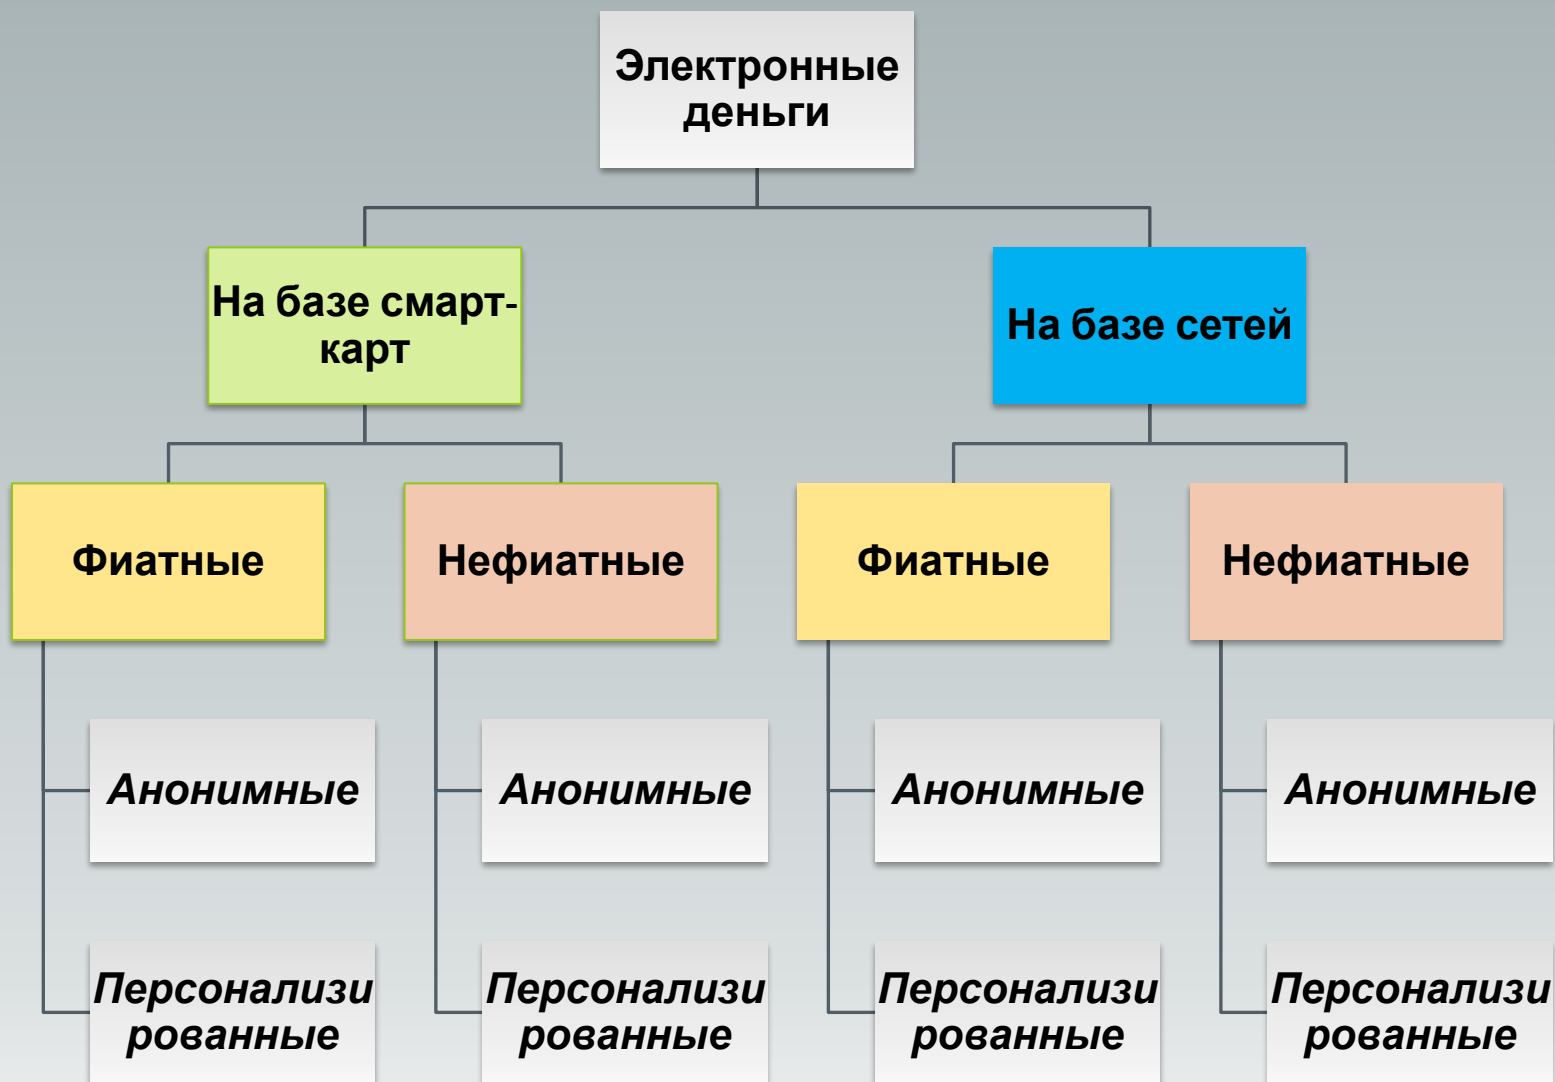 Электронные
деньги
На базе смарт-
карт
На базе сетей
Фиатные
Нефиатные
Фиатные
Нефиатные
Анонимные
Анонимные
Анонимные
Анонимные
Персонализи
рованные
Персонализи
рованные
Персонализи
рованные
Персонализи
рованные